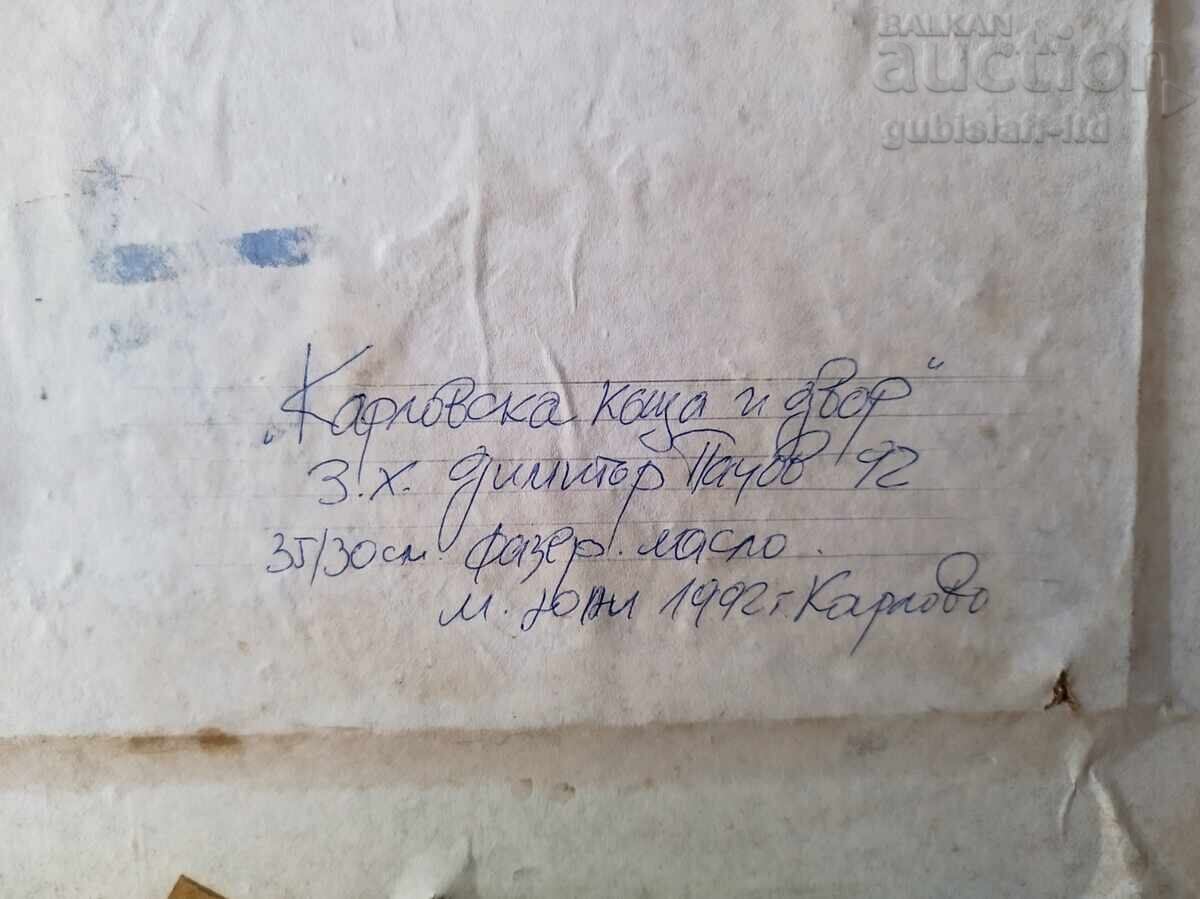 BALKAN
auction
gubislaff-ltd
„Карловска къща и двор"
З.Х. Димитър Пачов 92
35/30см. фазер. масло.
м. юни 1992г. Карлово